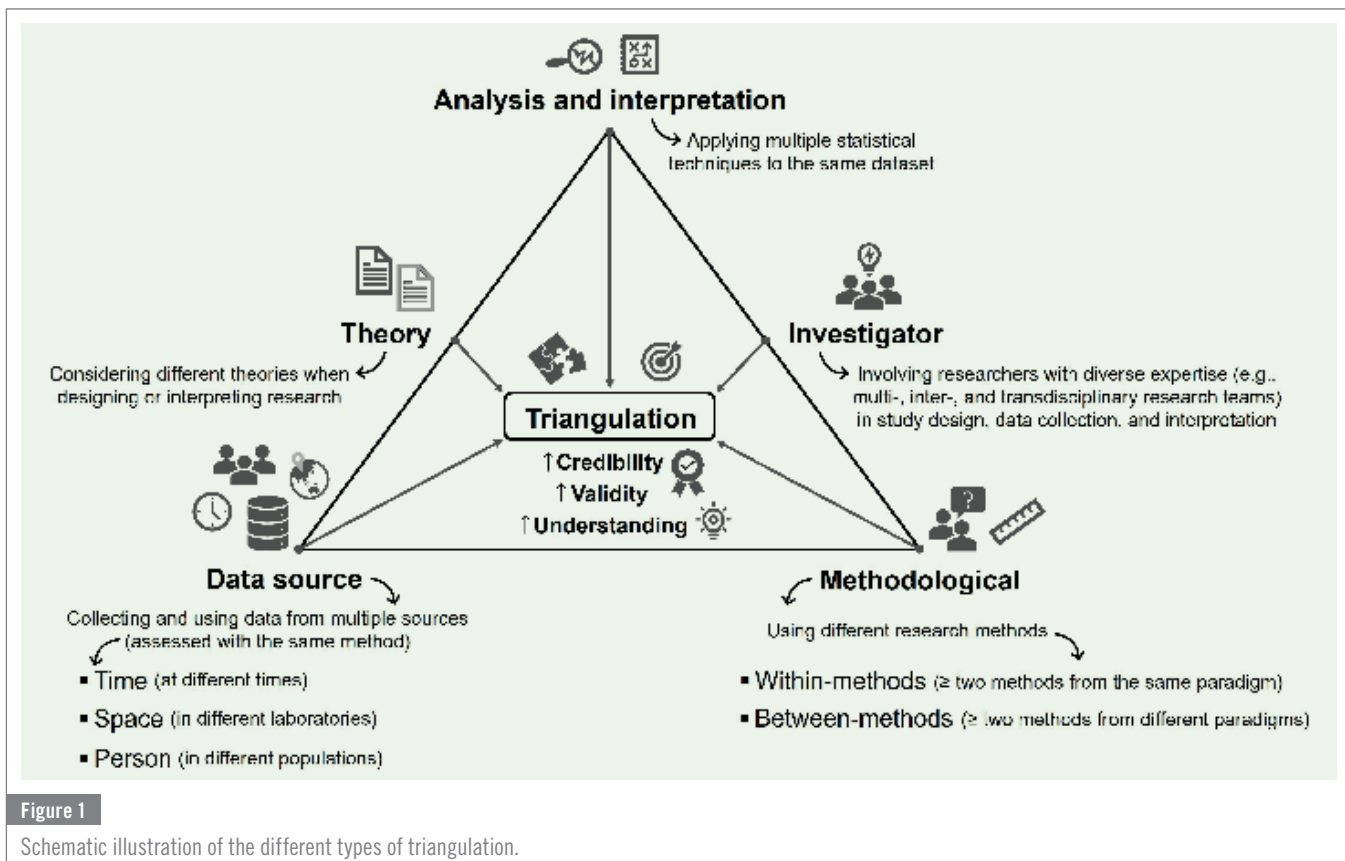 Analysis and interpretation
Applying multiple statistical
techniques to the same dataset
Theory
Considering different theories when
designing or interpreting research
Investigator
Involving researchers with diverse expertise (e.g.,
multi-, inter-, and transdisciplinary research teams)
in study design, data collection, and interpretation
Triangulation
↑Credibility
↑Validity
↑Understanding
Data source
Collecting and using data from multiple sources
(assessed with the same method)
▪ Time (at different times)
▪ Space (in different laboratories)
▪ Person (in different populations)
Methodological
Using different research methods
▪ Within-methods (≥ two methods from the same paradigm)
▪ Between-methods (≥ two methods from different paradigms)
Figure 1
Schematic illustration of the different types of triangulation.